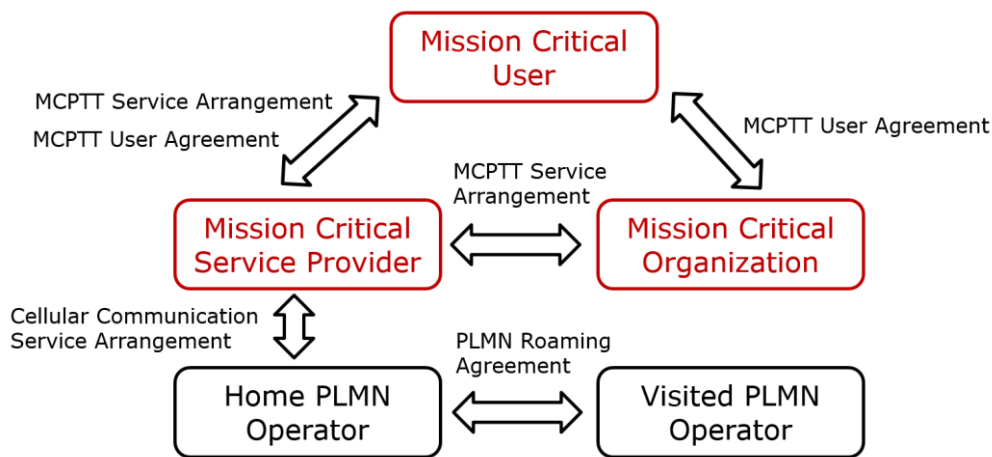 Mission Critical
User
MCPTT Service Arrangement
MCPTT User Agreement
MCPTT User Agreement
MCPTT Service
Arrangement
Mission Critical
Service Provider
Mission Critical
Organization
Cellular Communication
Service Arrangement
PLMN Roaming
Agreement
Home PLMN
Operator
Visited PLMN
Operator